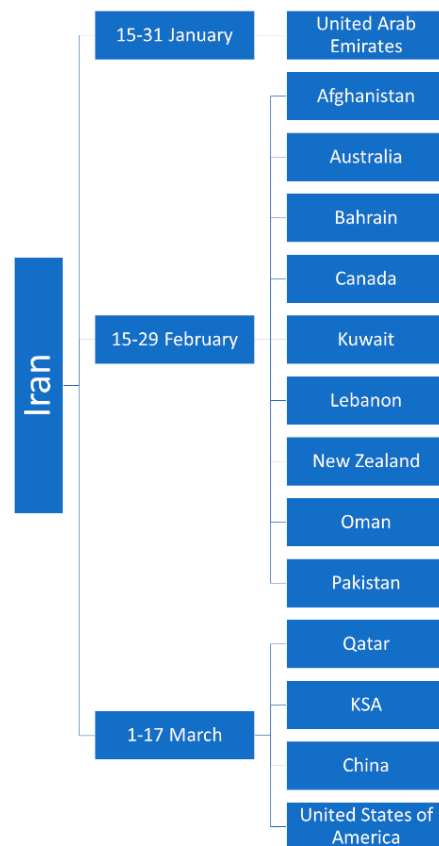 Iran
15-31 January
United Arab
Emirates
15-29 February
Afghanistan
Australia
Bahrain
Canada
Kuwait
Lebanon
New Zealand
Oman
Pakistan
1-17 March
Qatar
KSA
China
United States of
America